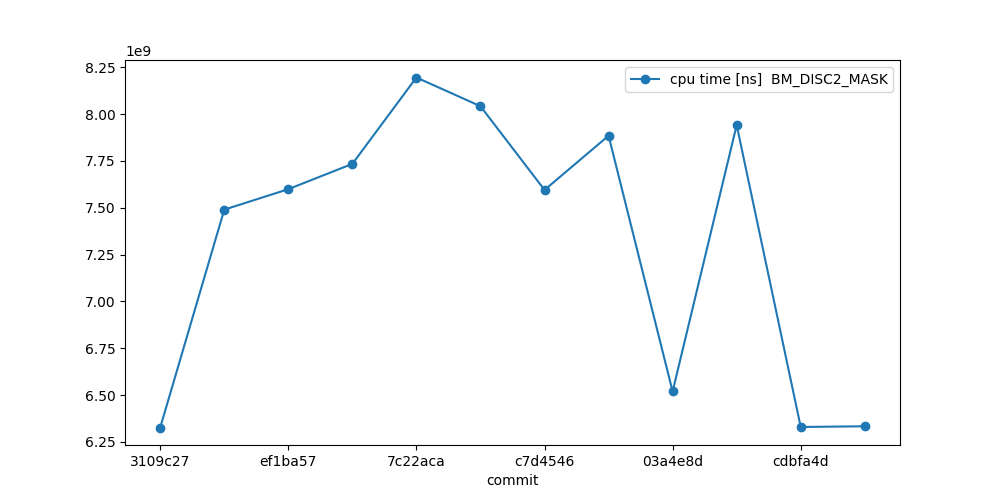 1e9
cpu time [ns]  BM_DISC2_MASK
8.25
8.00
7.75
7.50
7.25
7.00
6.75
6.50
6.25
3109c27 ef1ba57 7c22aca c7d4546 03a4e8d cdbfa4d
commit